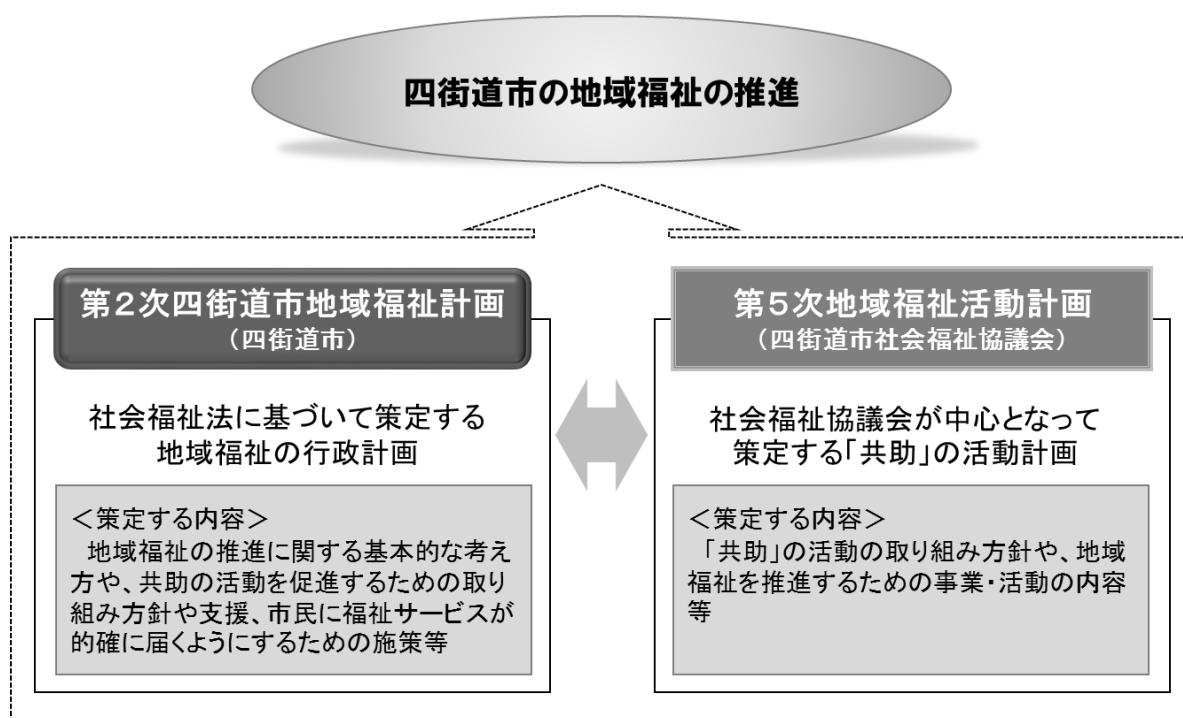 四街道市の地域福祉の推進
第２次四街道市地域福祉計画
（四街道市）
社会福祉法に基づいて策定する
地域福祉の行政計画
＜策定する内容＞
地域福祉の推進に関する基本的な考え
方や、共助の活動を促進するための取り
組み方針や支援、市民に福祉サービスが
的確に届くようにするための施策等
第５次地域福祉活動計画
（四街道市社会福祉協議会）
社会福祉協議会が中心となって
策定する「共助」の活動計画
＜策定する内容＞
「共助」の活動の取り組み方針や、地域
福祉を推進するための事業・活動の内容
等